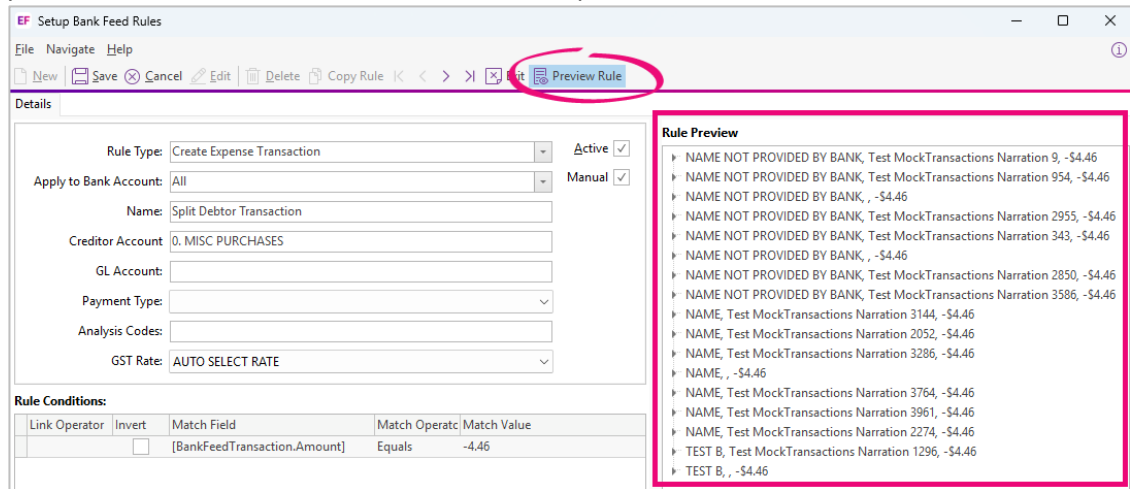 EF Setup Bank Feed Rules
File Navigate Help
New Save Cancel Edit Delete Copy Rule Preview Rule
Details
Rule Type: Create Expense Transaction Active
Apply to Bank Account: All Manual
Name: Split Debtor Transaction
Creditor Account 0. MISC PURCHASES
GL Account:
Payment Type:
Analysis Codes:
GST Rate: AUTO SELECT RATE
Rule Conditions:
Link Operator Invert Match Field Match Operatc Match Value
[BankFeedTransaction.Amount] Equals -4.46
Rule Preview
NAME NOT PROVIDED BY BANK, Test MockTransactions Narration 9, -$4.46
NAME NOT PROVIDED BY BANK, Test MockTransactions Narration 954, -$4.46
NAME NOT PROVIDED BY BANK, , -$4.46
NAME NOT PROVIDED BY BANK, Test MockTransactions Narration 2955, -$4.46
NAME NOT PROVIDED BY BANK, Test MockTransactions Narration 343, -$4.46
NAME NOT PROVIDED BY BANK, , -$4.46
NAME NOT PROVIDED BY BANK, Test MockTransactions Narration 2850, -$4.46
NAME NOT PROVIDED BY BANK, Test MockTransactions Narration 3586, -$4.46
NAME, Test MockTransactions Narration 3144, -$4.46
NAME, Test MockTransactions Narration 2052, -$4.46
NAME, Test MockTransactions Narration 3286, -$4.46
NAME, , -$4.46
NAME, Test MockTransactions Narration 3764, -$4.46
NAME, Test MockTransactions Narration 3961, -$4.46
NAME, Test MockTransactions Narration 2274, -$4.46
TEST B, Test MockTransactions Narration 1296, -$4.46
TEST B, , -$4.46